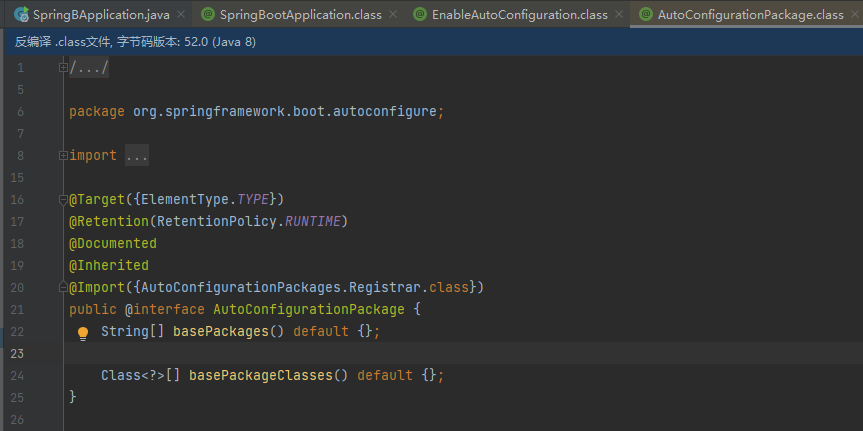 SpringBApplication.java × SpringBootApplication.class × EnableAutoConfiguration.class × AutoConfigurationPackage.class ×
反编译 .class文件, 字节码版本: 52.0 (Java 8)
1 /.../
5
6 package org.springframework.boot.autoconfigure;
7
8 import ...
15
16 @Target({ElementType.TYPE})
17 @Retention(RetentionPolicy.RUNTIME)
18 @Documented
19 @Inherited
20 @Import({AutoConfigurationPackages.Registrar.class})
21 public @interface AutoConfigurationPackage {
22 String[] basePackages() default {};
23
24 Class<?>[] basePackageClasses() default {};
25 }
26